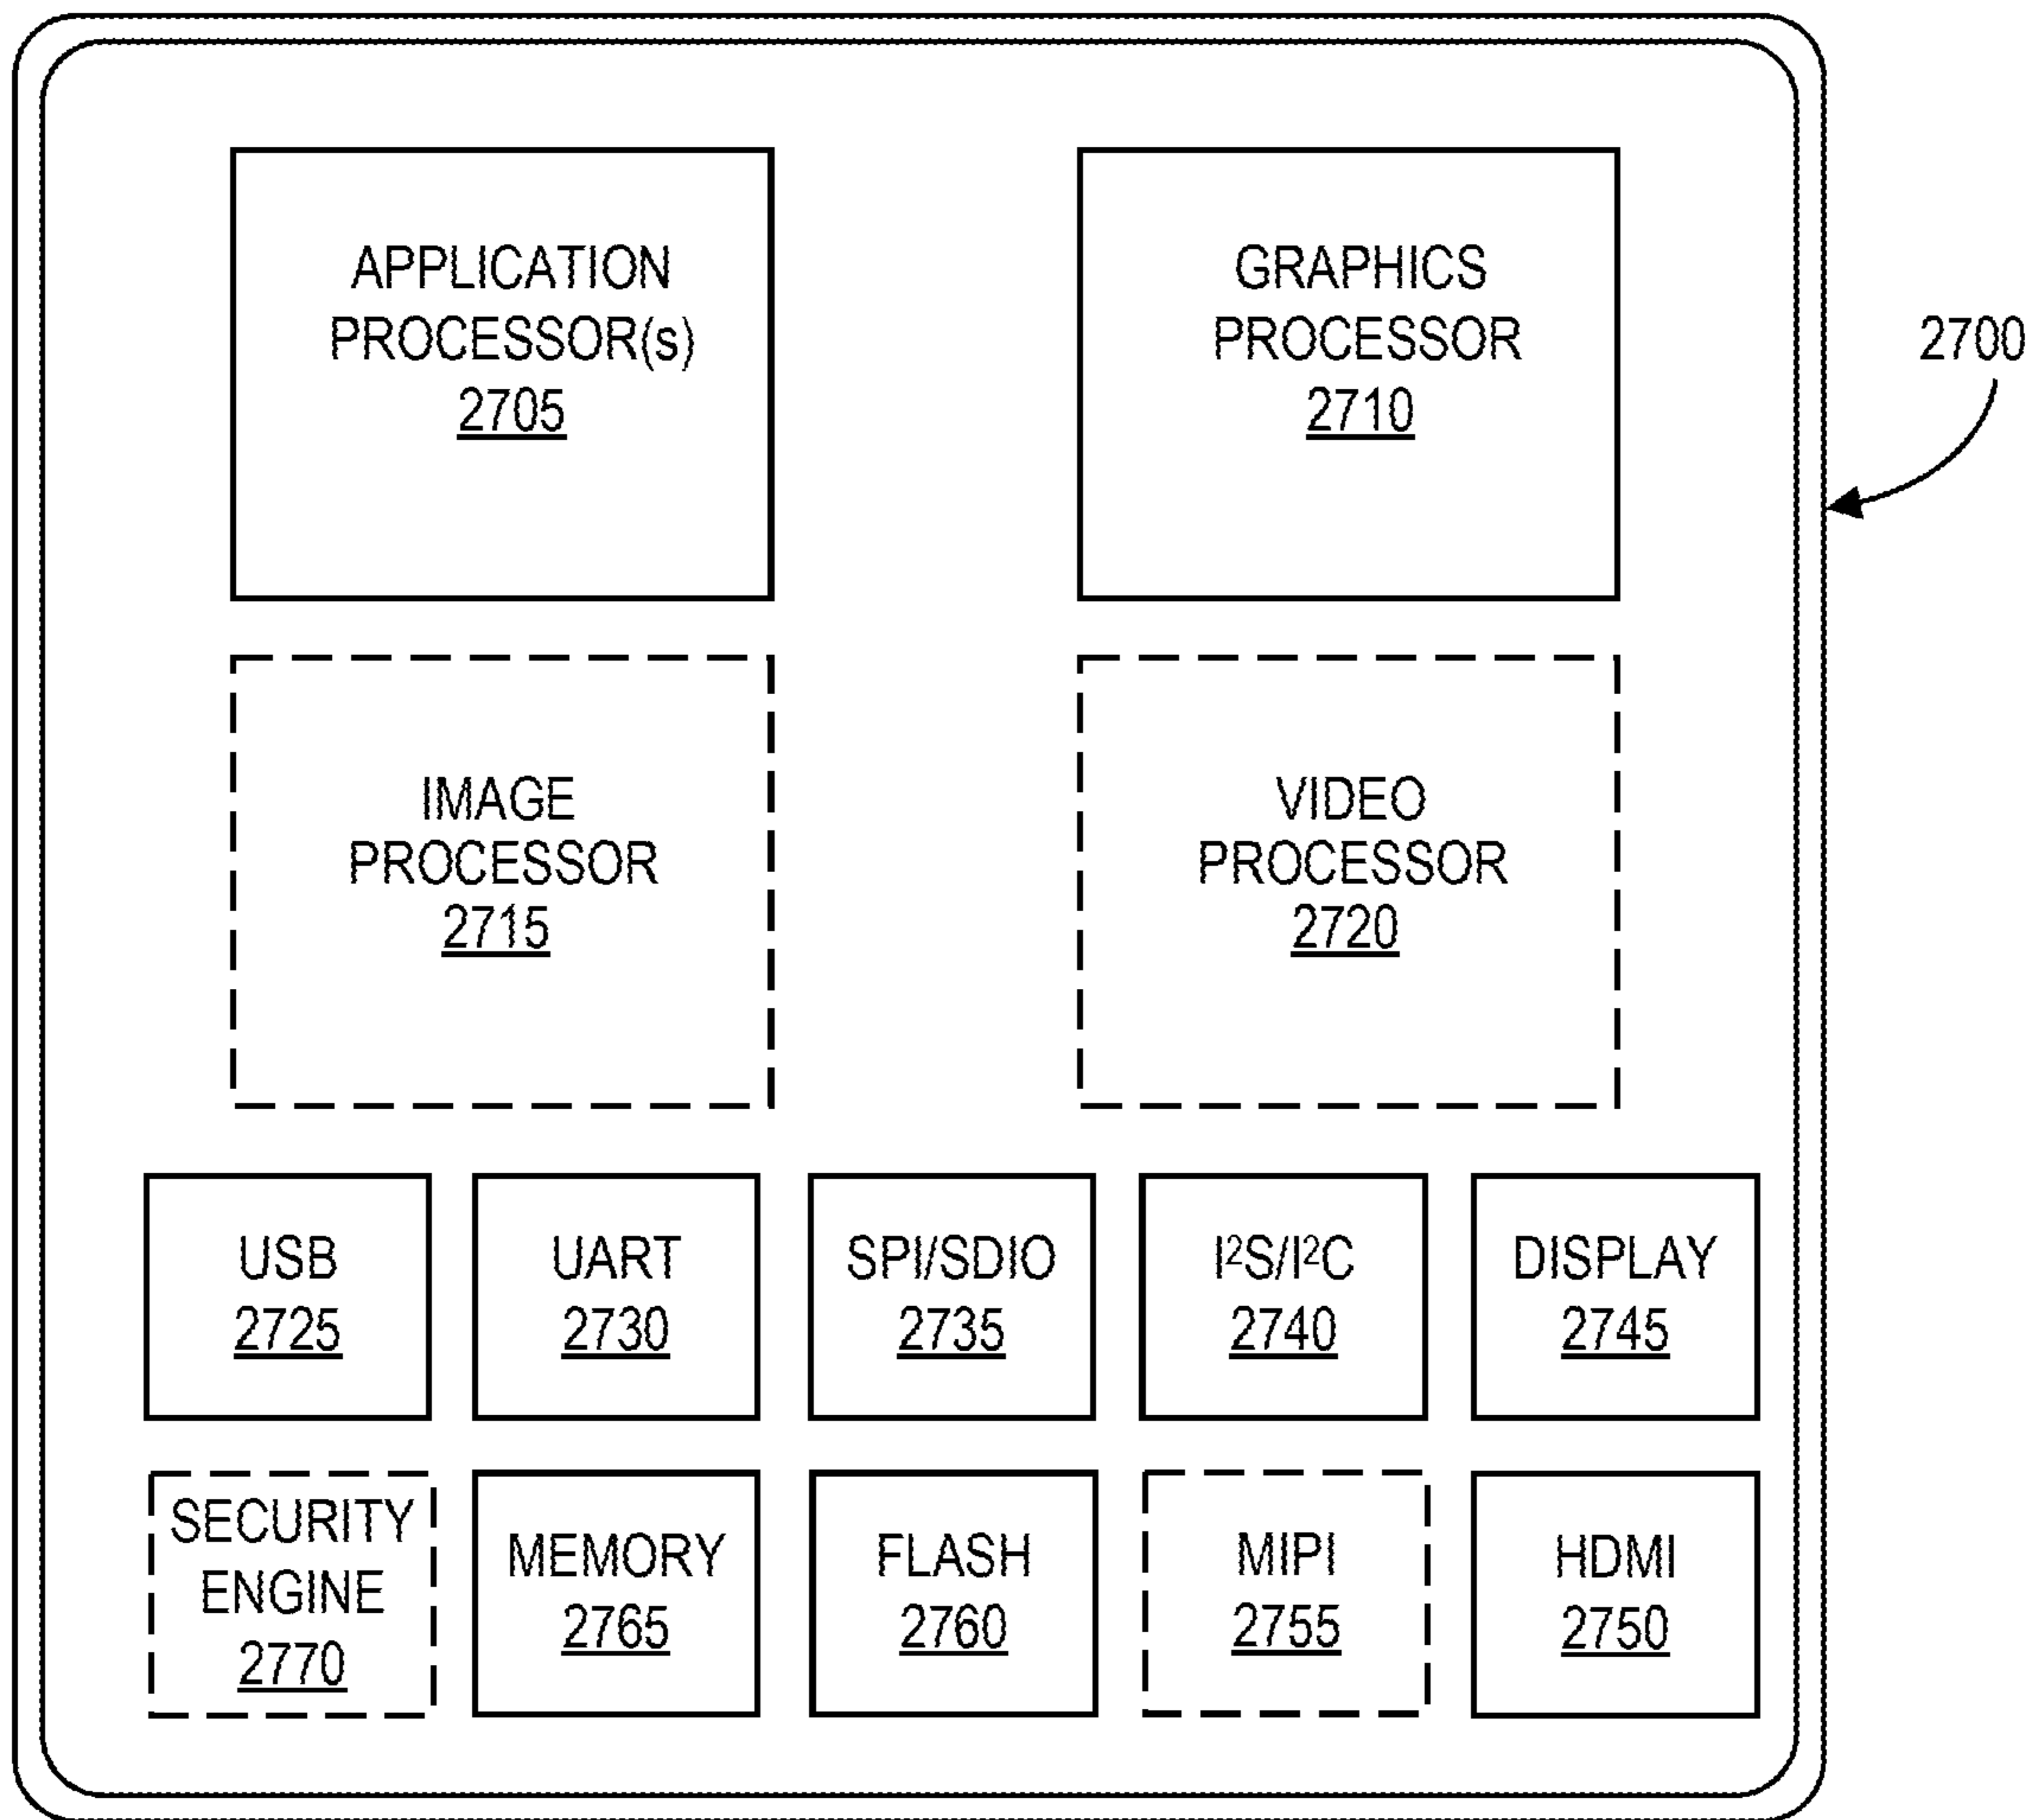 APPLICATION
PROCESSOR(s)
2705
GRAPHICS
PROCESSOR
2710
2700
IMAGE
PROCESSOR
2715
VIDEO
PROCESSOR
2720
USB
2725
UART
2730
SPI/SDIO
2735
I²S/I²C
2740
DISPLAY
2745
SECURITY
ENGINE
2770
MEMORY
2765
FLASH
2760
MIPI
2755
HDMI
2750